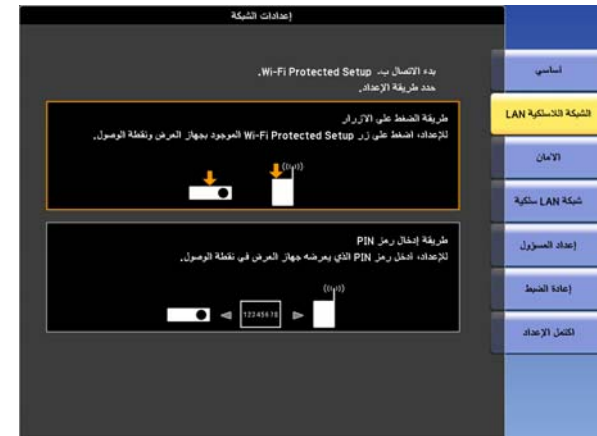 إعدادات الشبكة
أساسي
الشبكة اللاسلكية LAN
الأمان
شبكة LAN سلكية
إعداد المسؤول
إعادة الضبط
اكتمل الإعداد
بدء الاتصال بـ Wi-Fi Protected Setup.
حدد طريقة الإعداد.
طريقة الضغط على الأزرار
للإعداد، اضغط على زر Wi-Fi Protected Setup الموجود بجهاز العرض ونقطة الوصول.
طريقة إدخال رمز PIN
للإعداد، أدخل رمز PIN الذي يعرضه جهاز العرض في نقطة الوصول.
12345678